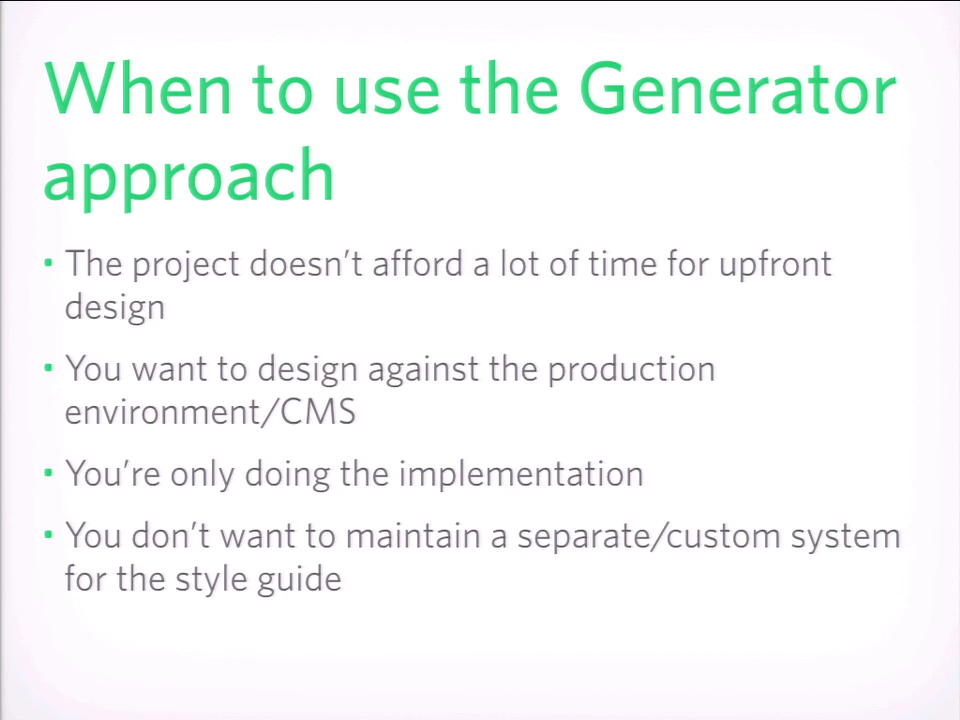 When to use the Generator
approach
• The project doesn’t afford a lot of time for upfront
design
• You want to design against the production
environment/CMS
• You’re only doing the implementation
• You don’t want to maintain a separate/custom system
for the style guide